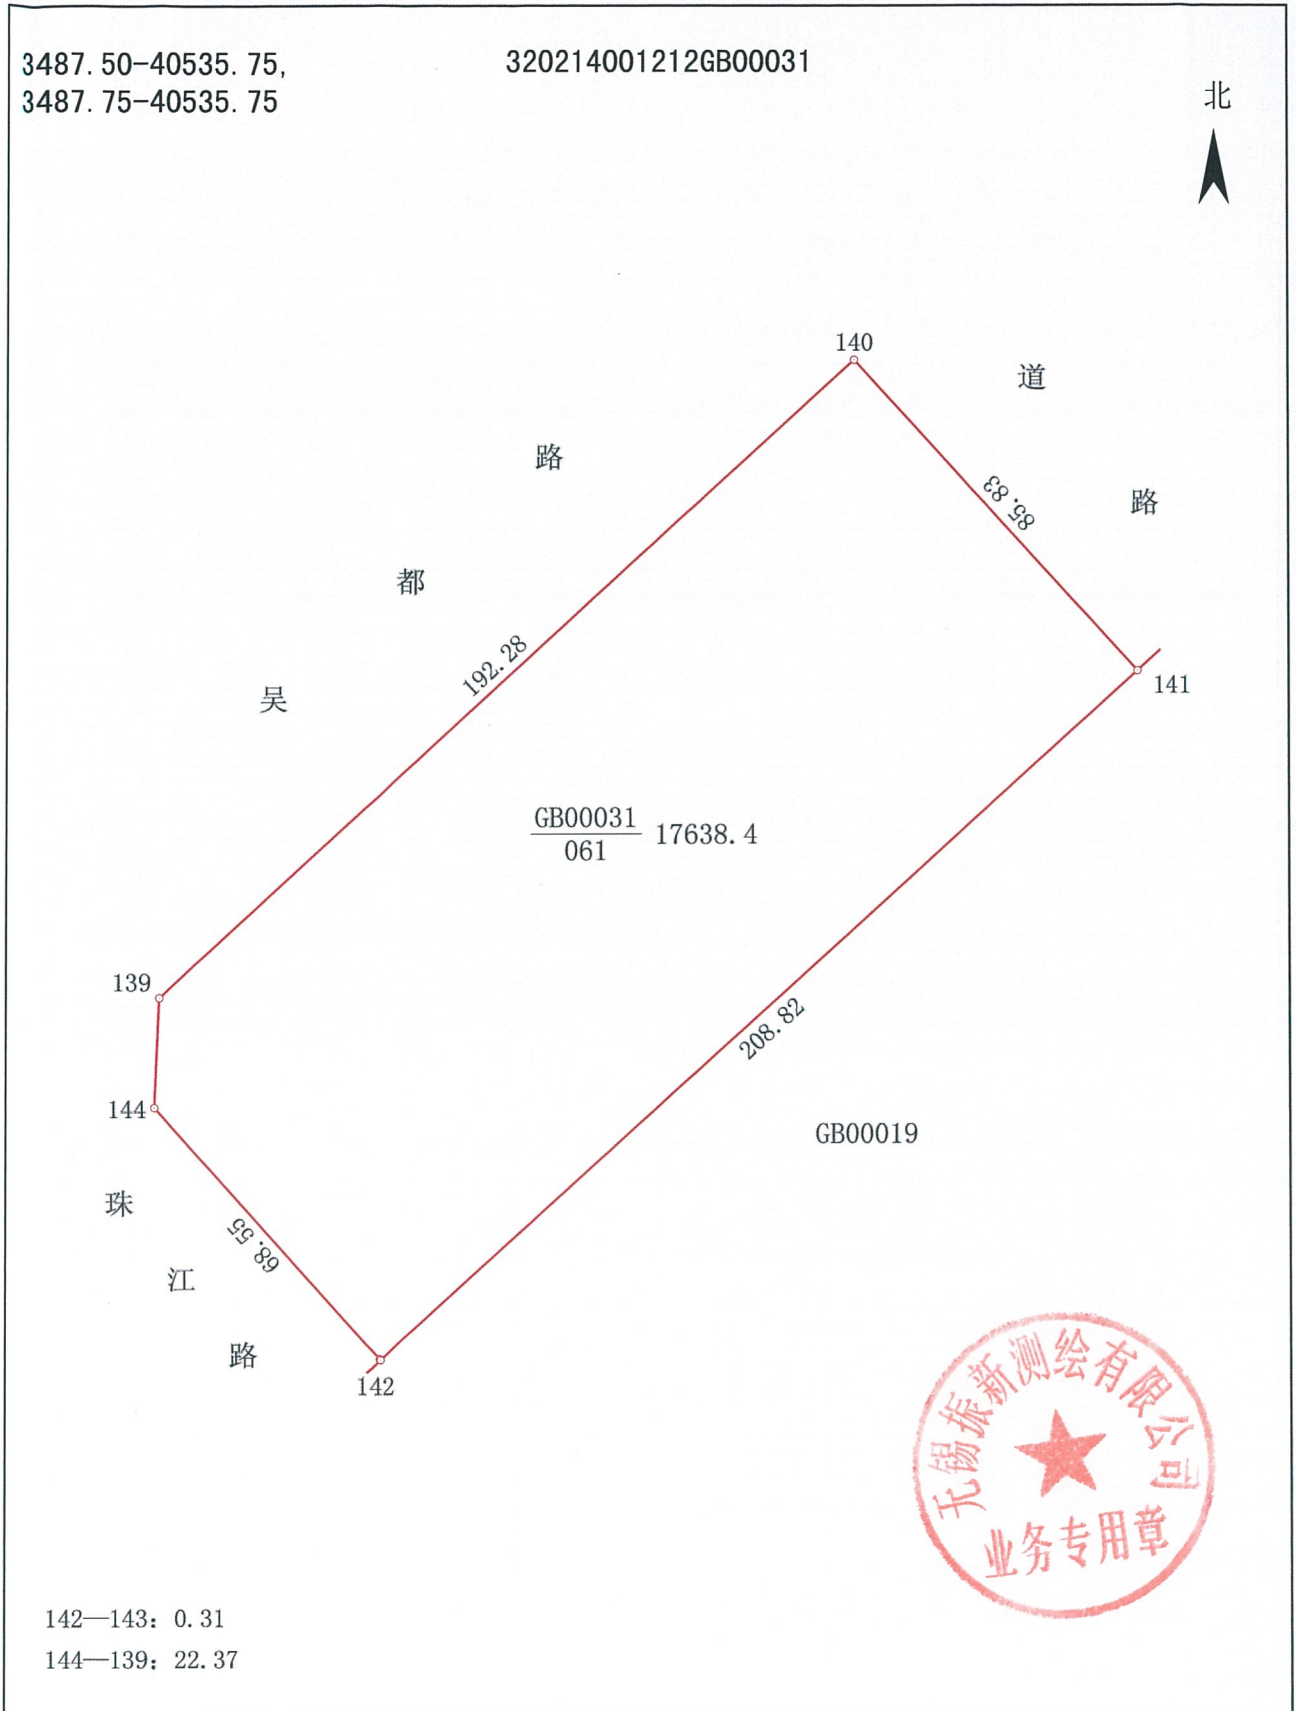 3487.50-40535.75,
3487.75-40535.75
320214001212GB00031
北
140
道
路
85.83
141
吴
都
路
192.28
GB00031
061
17638.4
139
144
208.82
GB00019
珠
江
路
68.55
142
无锡振新测绘有限公司
业务专用章
142—143: 0.31
144—139: 22.37